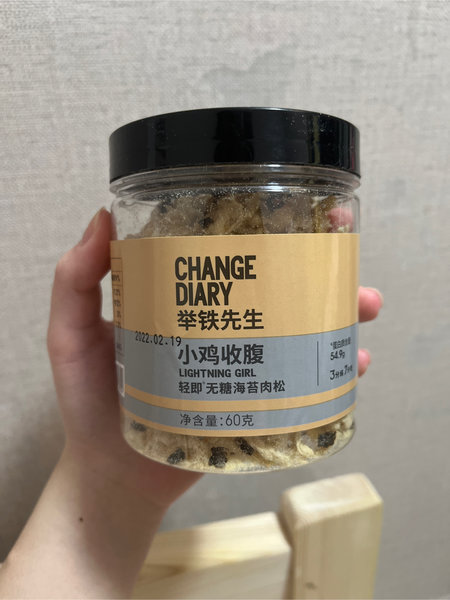 CHANGE
DIARY
举铁先生
2022.02.19
小鸡收腹
LIGHTNING GIRL
轻即®无糖海苔肉松
净含量:60克
54.9g